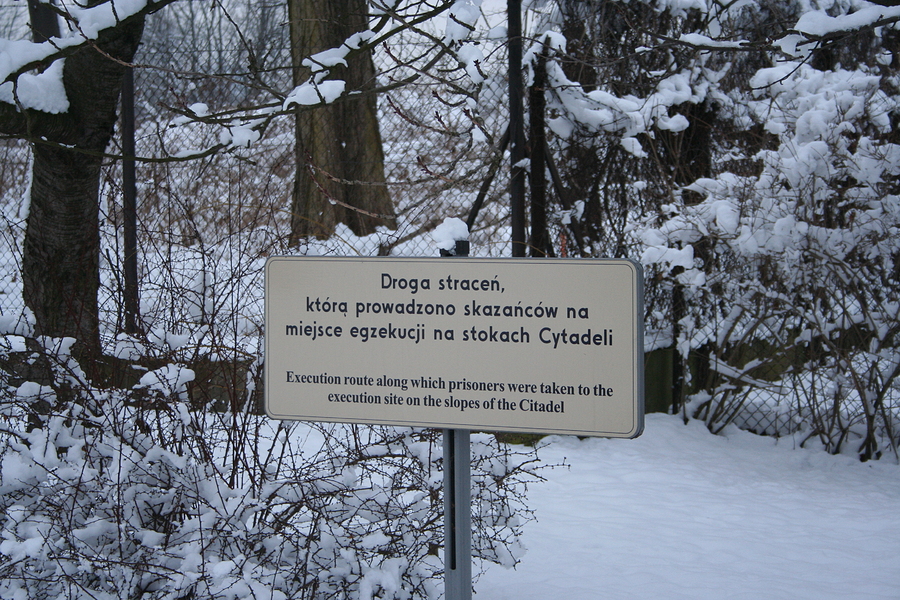 Droga straceń,
którą prowadzono skazańców na
miejsce egzekucji na stokach Cytadeli
Execution route along which prisoners were taken to the
execution site on the slopes of the Citadel